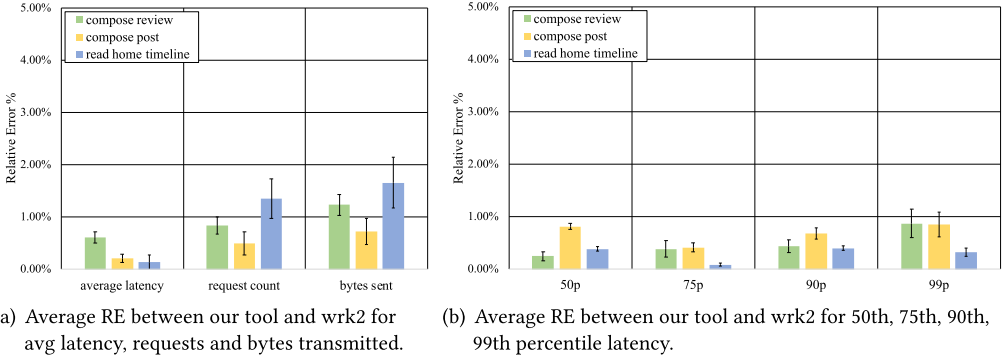 5.00%
4.00%
3.00%
2.00%
1.00%
0.00%
Relative Error %
compose review
compose post
read home timeline
average latency
request count
bytes sent
a) Average RE between our tool and wrk2 for
avg latency, requests and bytes transmitted.
5.00%
4.00%
3.00%
2.00%
1.00%
0.00%
Relative Error %
compose review
compose post
read home timeline
50p
75p
90p
99p
(b) Average RE between our tool and wrk2 for 50th, 75th, 90th,
99th percentile latency.